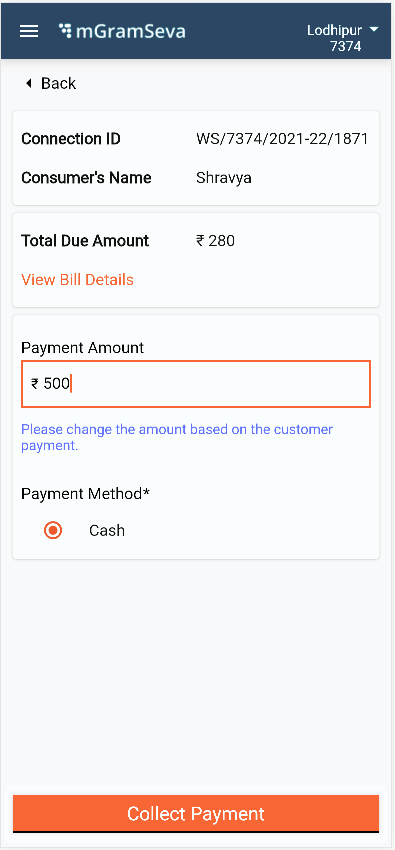 mGramSeva
Lodhipur
7374
Back
Connection ID WS/7374/2021-22/1871
Consumer's Name Shravya
Total Due Amount ₹ 280
View Bill Details
Payment Amount
₹ 500
Please change the amount based on the customer
payment.
Payment Method*
Cash
Collect Payment